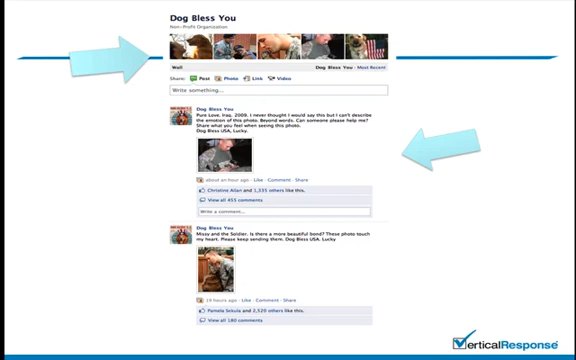 Dog Bless You
Non-Profit Organization
Wall
Dog Bless You · Most Recent
Share: Post Photo Link Video
Write something...
Dog Bless You
Pure Love. Iraq. 2009. I never thought I would say this but I can't describe
the emotion of this photo. Beyond words. Can someone please help me?
Share what you feel when seeing this photo.
Dog Bless USA, Lucky.
about an hour ago · Like · Comment · Share
Christine Allan and 1,535 others like this.
View all 455 comments
Write a comment...
Dog Bless You
Missy and the Soldier. Is there a more beautiful bond? These photo touch
my heart. Please keep sending them. Dog Bless USA. Lucky
19 hours ago · Like · Comment · Share
Pamela Sekula and 2,520 others like this.
View all 180 comments
VerticalResponse